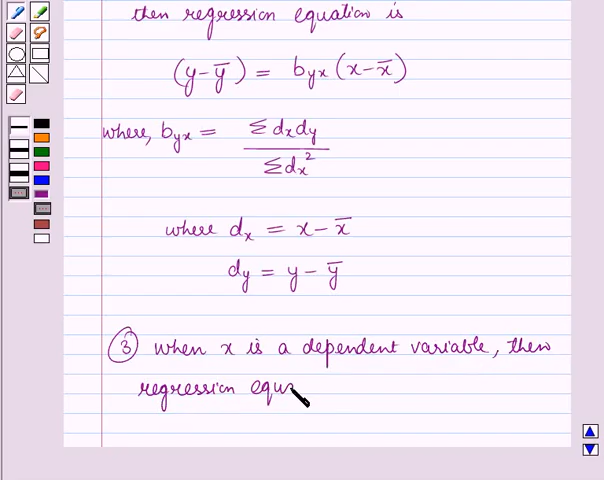 then regression equation is
(y-ȳ) = byx (x-x̄)
where, byx = Σdxdy / Σdx²
where dx = x - x̄
dy = y - ȳ
③ when x is a dependent variable, then
regression equa